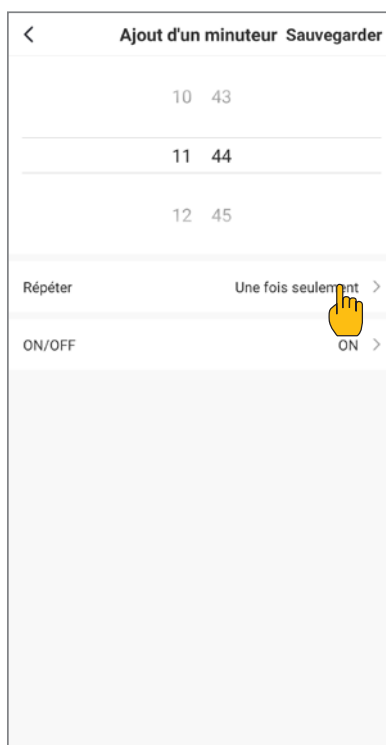 Ajout d'un minuteur Sauvegarder
10 43
11 44
12 45
Répéter Une fois seulement
ON/OFF ON